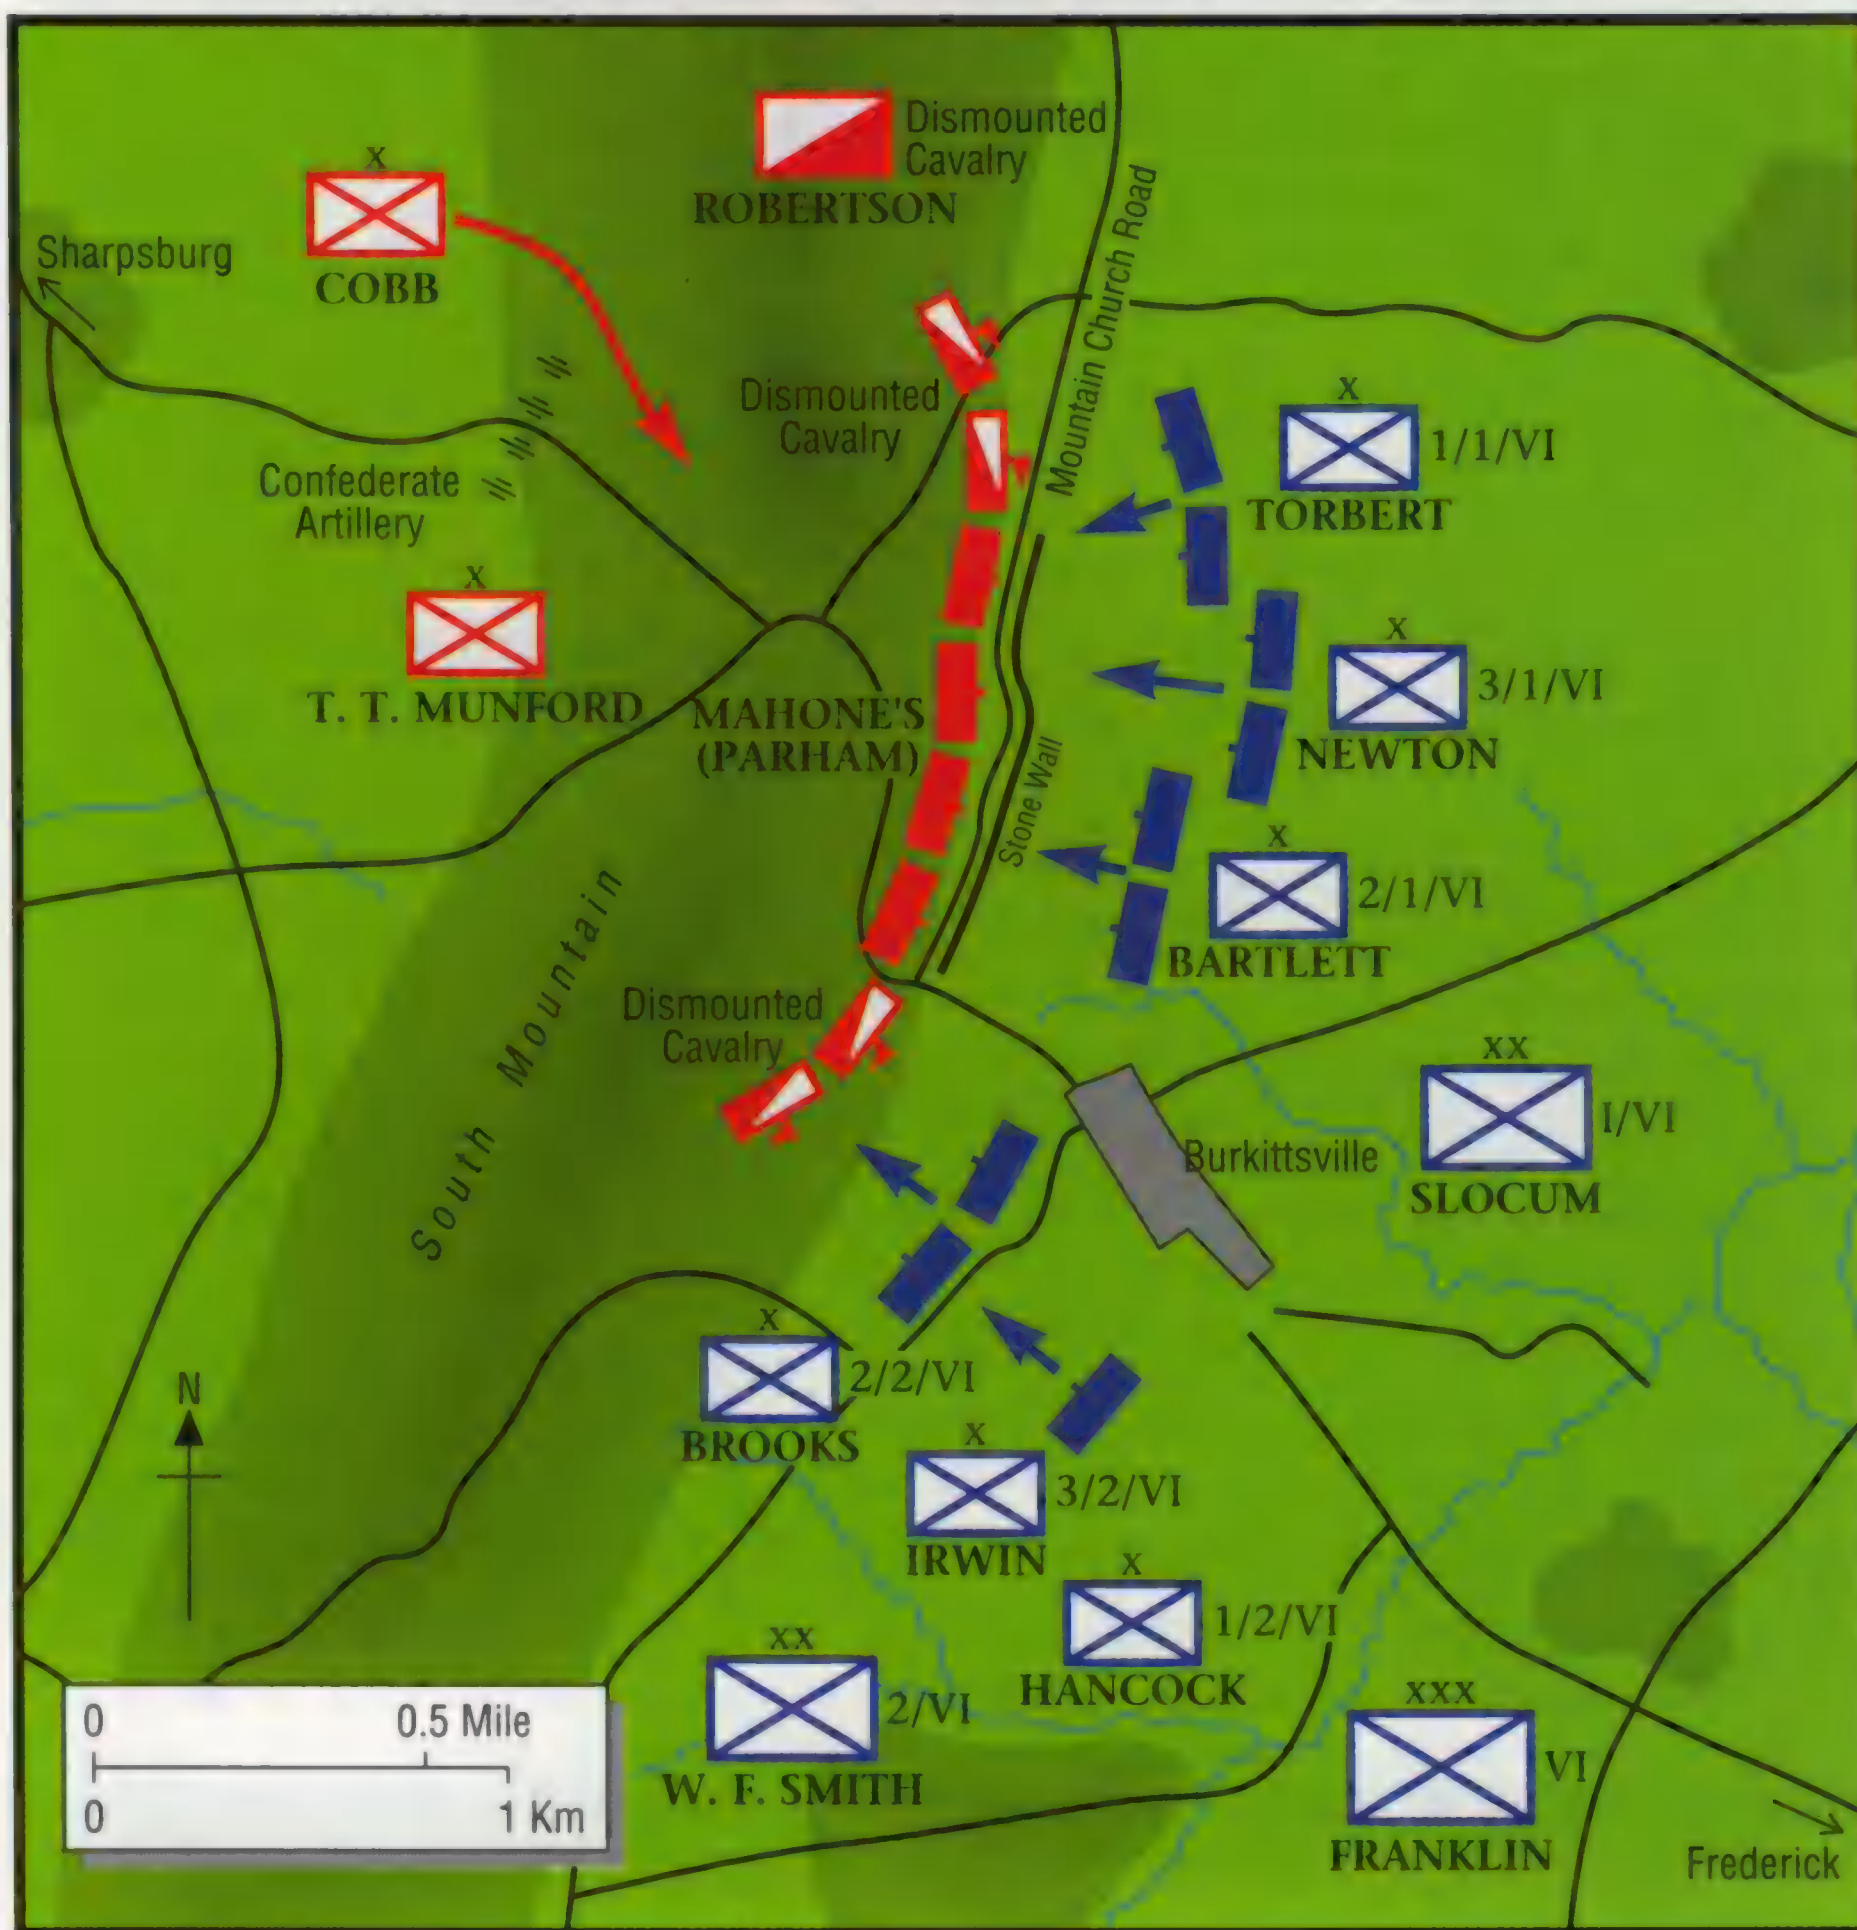 Dismounted
Cavalry
ROBERTSON
X
COBB
Sharpsburg
Mountain Church Road
Dismounted
Cavalry
X
1/1/VI
TORBERT
Confederate
Artillery
X
T. T. MUNFORD
X
3/1/VI
NEWTON
MAHONE'S
(PARHAM)
Stone Wall
X
2/1/VI
BARTLETT
South Mountain
Dismounted
Cavalry
XX
I/VI
SLOCUM
Burkittsville
X
2/2/VI
BROOKS
N
X
3/2/VI
IRWIN
X
1/2/VI
HANCOCK
XX
2/VI
W. F. SMITH
XXX
VI
FRANKLIN
Frederick
0 0.5 Mile
0 1 Km